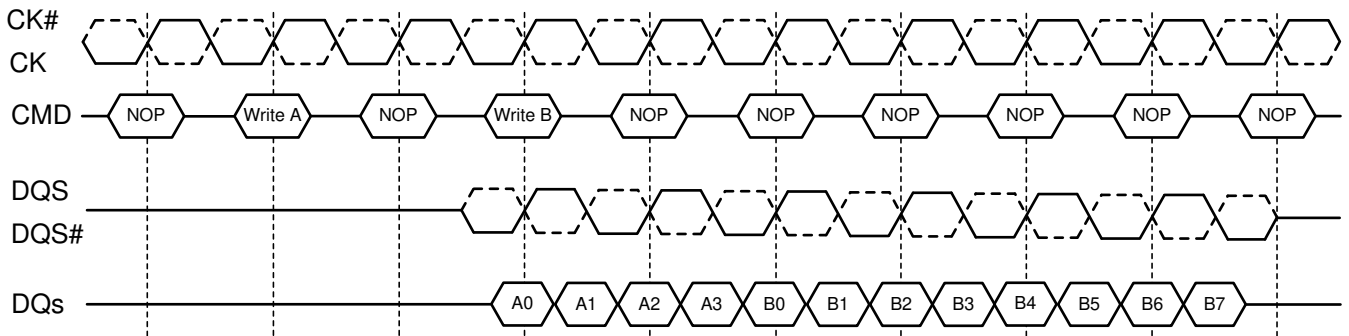 CK#
CK
CMD NOP Write A NOP Write B NOP NOP NOP NOP NOP NOP
DQS
DQS#
DQs A0 A1 A2 A3 B0 B1 B2 B3 B4 B5 B6 B7